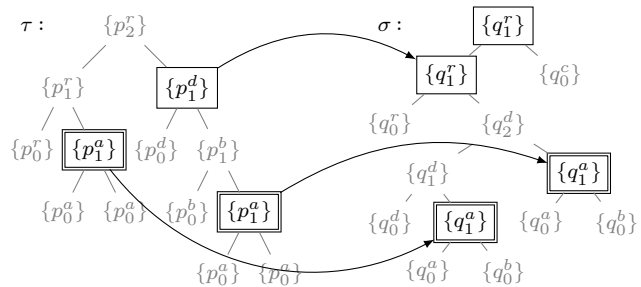 τ : {p_2^r} σ : {q_1^r}
{p_1^r} {p_1^d} {q_1^r} {q_0^c}
{p_0^r} {p_1^a} {p_0^d} {p_1^b} {q_0^r} {q_2^d}
{q_1^d} {q_1^a}
{p_0^a} {p_0^a} {p_0^b} {p_1^a} {q_0^d} {q_1^a} {q_0^a} {q_0^b}
{p_0^a} {p_0^a} {q_0^a} {q_0^b}